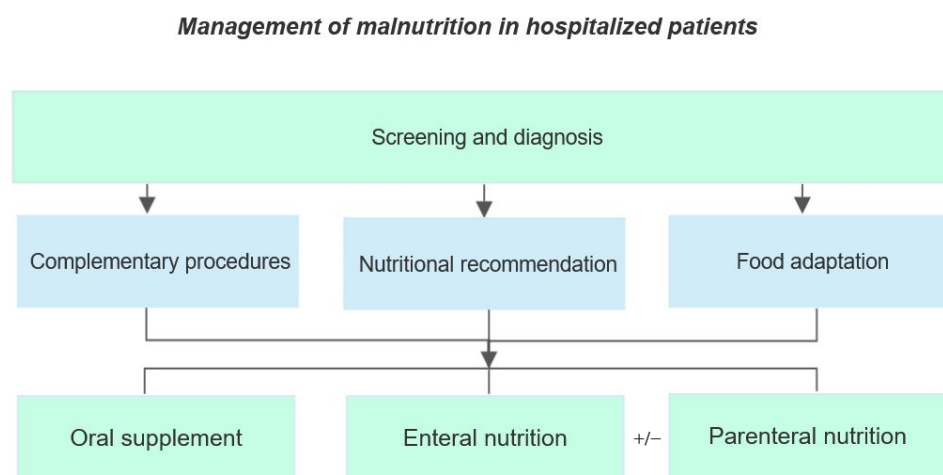 Management of malnutrition in hospitalized patients
Screening and diagnosis
Complementary procedures
Nutritional recommendation
Food adaptation
Oral supplement
Enteral nutrition
+/−
Parenteral nutrition